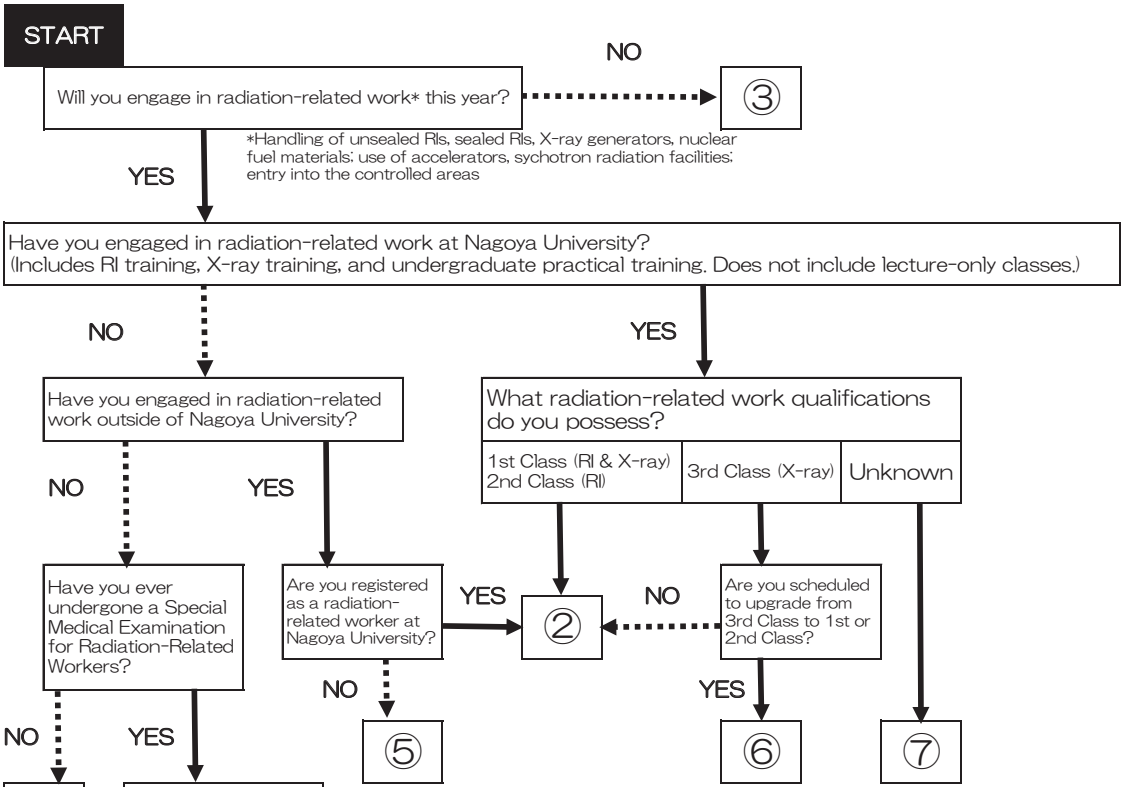 START
NO
Will you engage in radiation-related work* this year?
③
*Handling of unsealed RIs, sealed RIs, X-ray generators, nuclear
fuel materials; use of accelerators, sychotron radiation facilities;
entry into the controlled areas
YES
Have you engaged in radiation-related work at Nagoya University?
(Includes RI training, X-ray training, and undergraduate practical training. Does not include lecture-only classes.)
NO
YES
Have you engaged in radiation-related
work outside of Nagoya University?
What radiation-related work qualifications
do you possess?
1st Class (RI & X-ray)
2nd Class (RI)
3rd Class (X-ray)
Unknown
NO
YES
Have you ever
undergone a Special
Medical Examination
for Radiation-Related
Workers?
Are you registered
as a radiation-
related worker at
Nagoya University?
YES
②
NO
Are you scheduled
to upgrade from
3rd Class to 1st or
2nd Class?
NO
YES
NO
YES
⑤
⑥
⑦